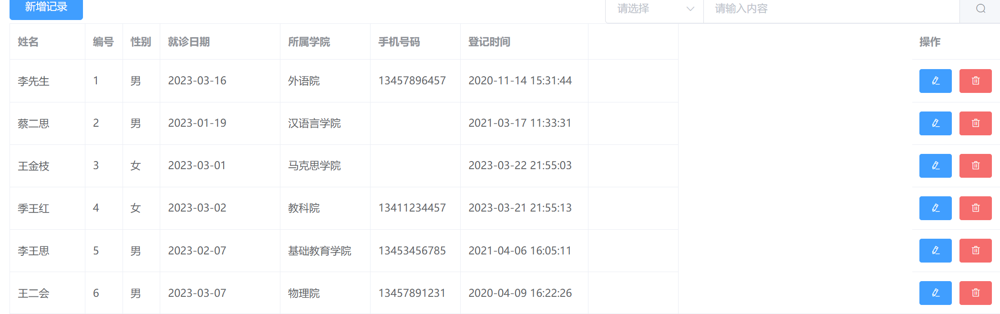 新增记录 请选择 请输入内容
姓名 编号 性别 就诊日期 所属学院 手机号码 登记时间 操作
李先生 1 男 2023-03-16 外语院 13457896457 2020-11-14 15:31:44
蔡二思 2 男 2023-01-19 汉语言学院 2021-03-17 11:33:31
王金枝 3 女 2023-03-01 马克思学院 2023-03-22 21:55:03
季王红 4 女 2023-03-02 教科院 13411234457 2023-03-21 21:55:13
李王思 5 男 2023-02-07 基础教育学院 13453456785 2021-04-06 16:05:11
王二会 6 男 2023-03-07 物理院 13457891231 2020-04-09 16:22:26